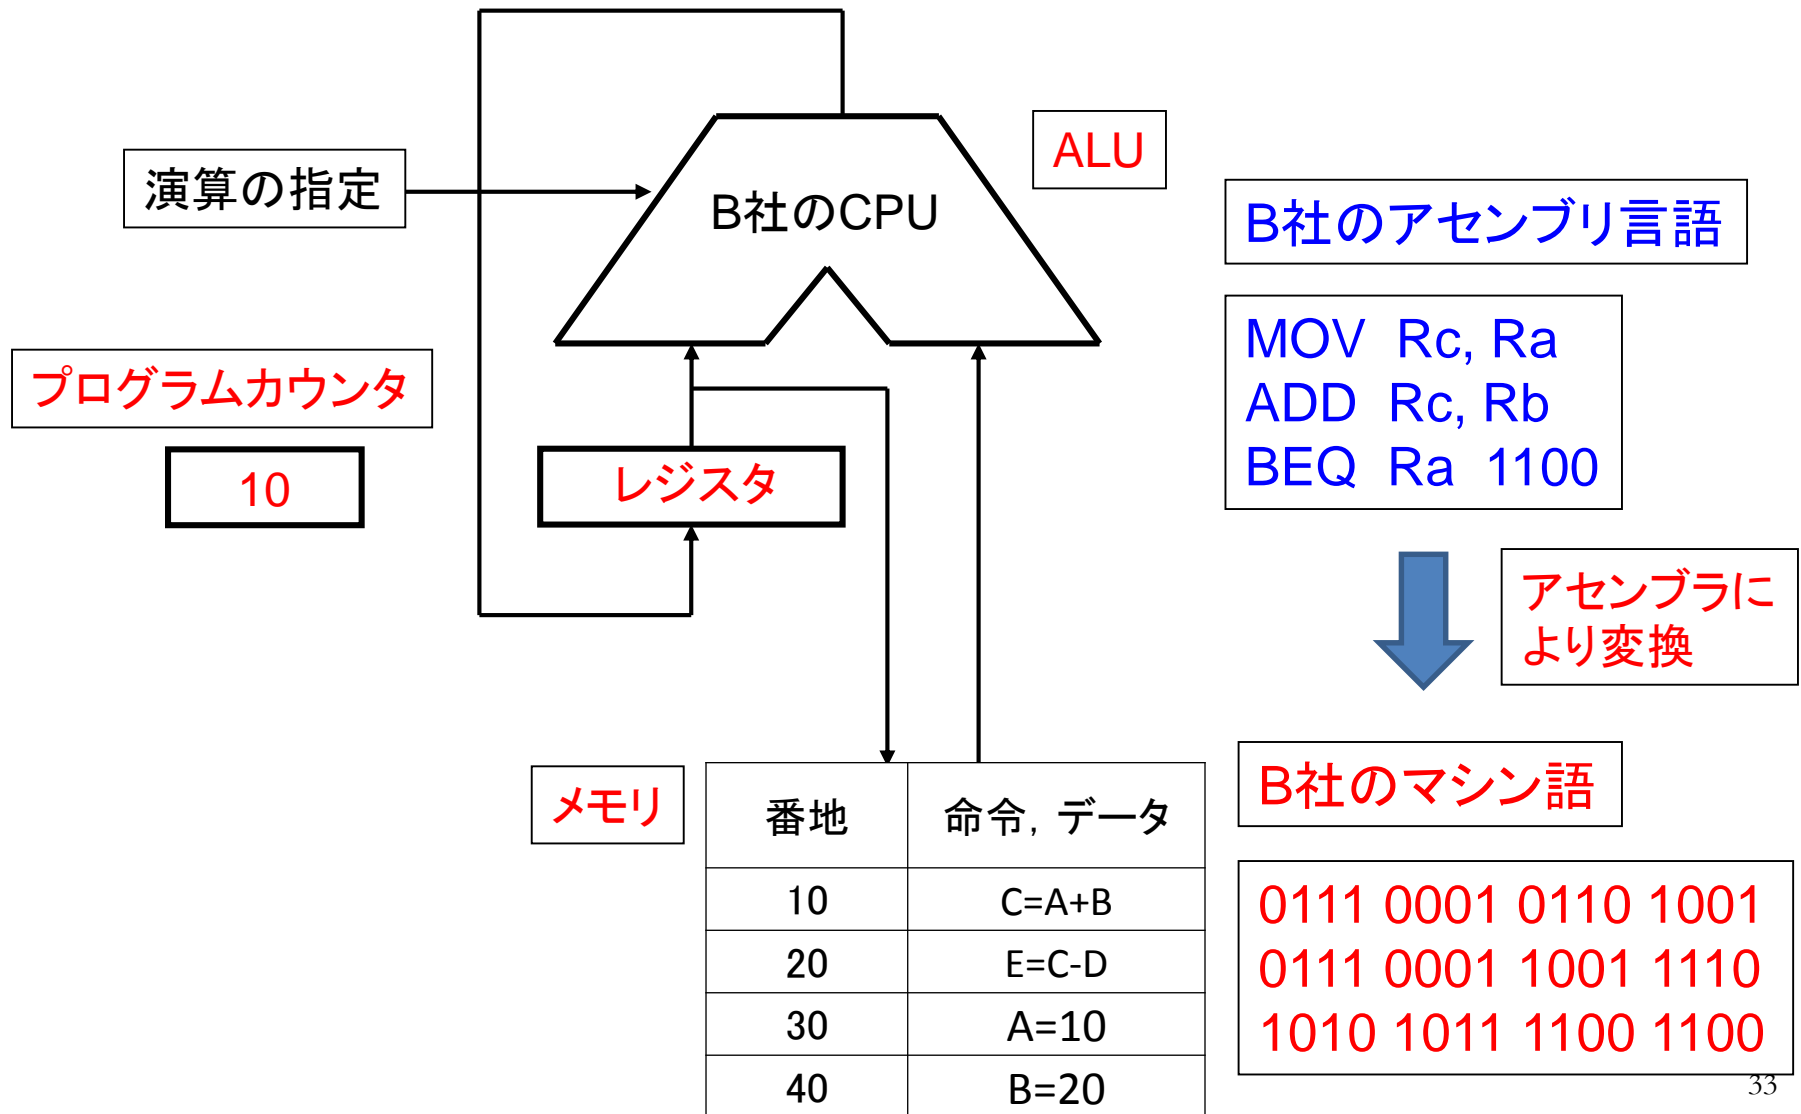 演算の指定
B社のCPU
ALU
プログラムカウンタ
10
レジスタ
B社のアセンブリ言語
MOV Rc, Ra
ADD Rc, Rb
BEQ Ra 1100
アセンブラに
より変換
メモリ
番地 命令，データ
10 C=A+B
20 E=C-D
30 A=10
40 B=20
B社のマシン語
0111 0001 0110 1001
0111 0001 1001 1110
1010 1011 1100 1100
33